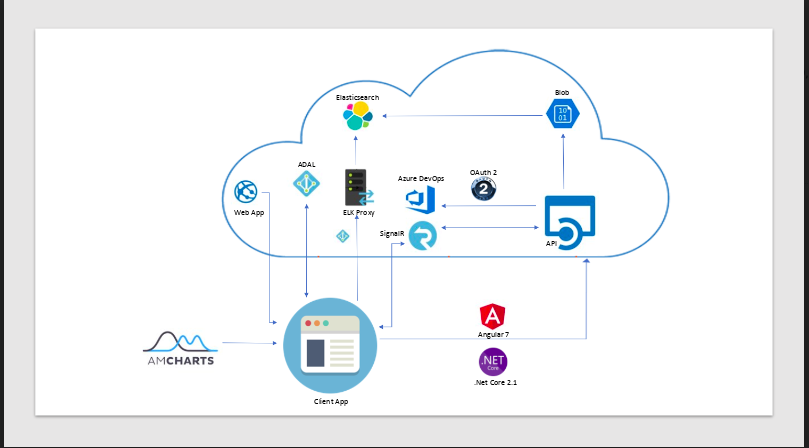 Elasticsearch
Blob
10
01
ADAL
Azure DevOps
OAuth 2
2
Web App
ELK Proxy
SignalR
API
Angular 7
AMCHARTS
.NET
Core
.Net Core 2.1
Client App